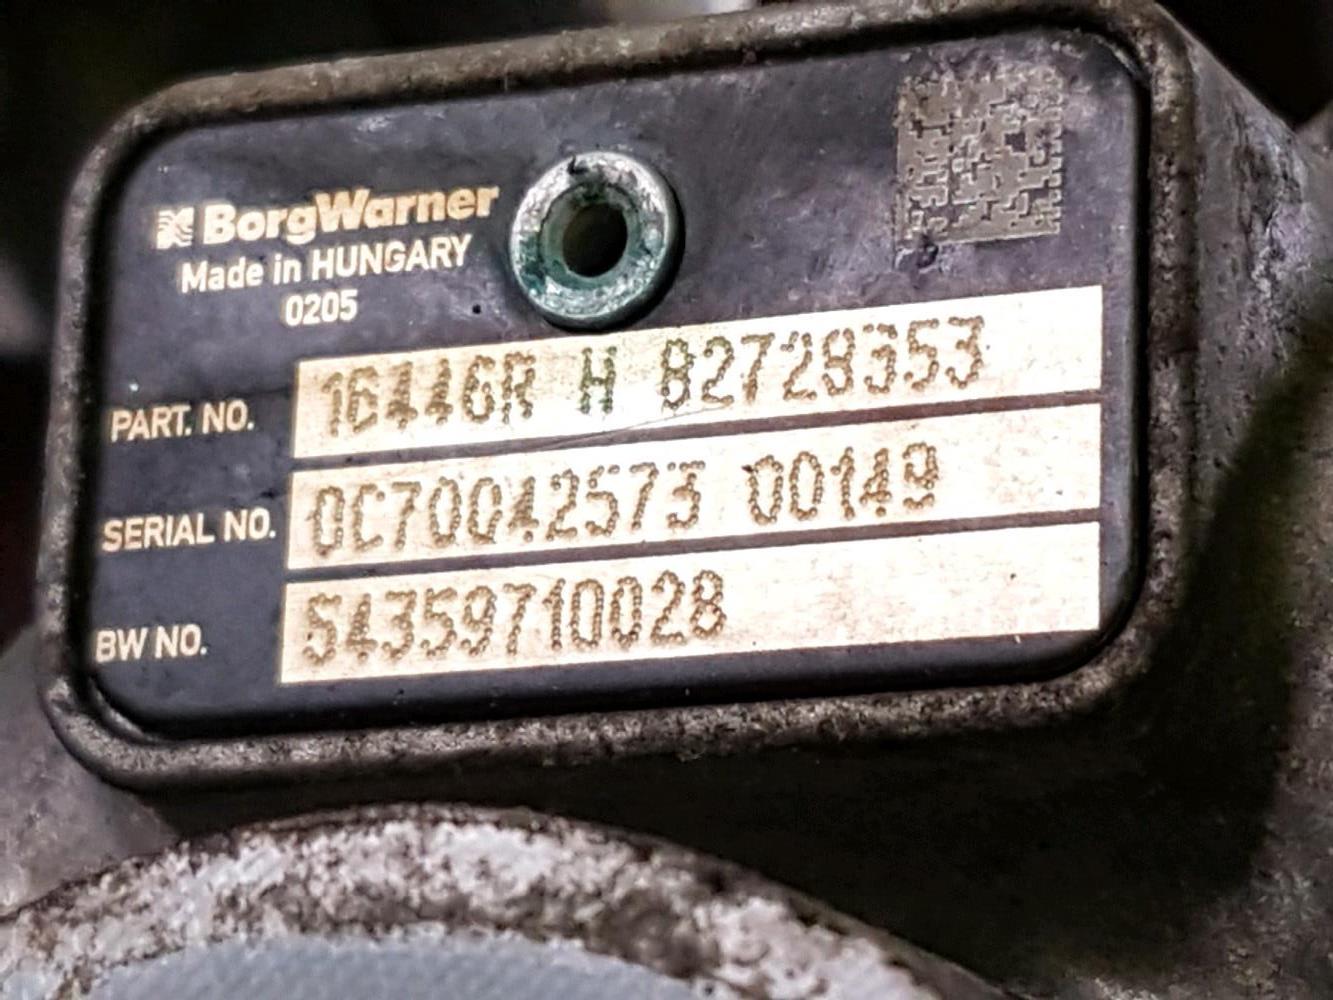 BorgWarner
Made in HUNGARY
0205
PART. NO. 16446R H 82728353
SERIAL NO. 0C70042573 00149
BW NO. 54359710028